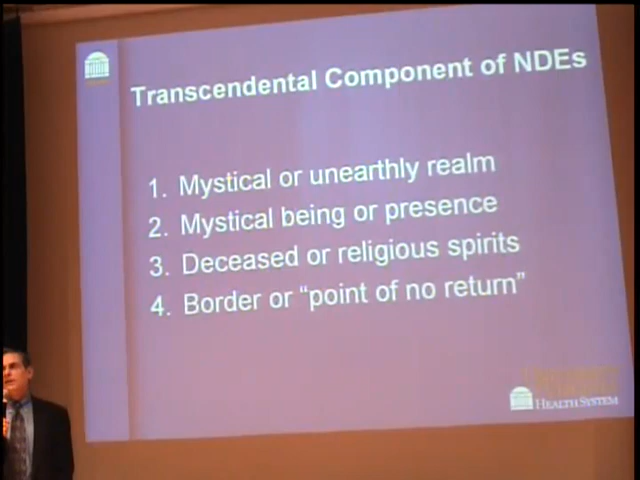 Transcendental Component of NDEs
1. Mystical or unearthly realm
2. Mystical being or presence
3. Deceased or religious spirits
4. Border or “point of no return”
HEALTH SYSTEM